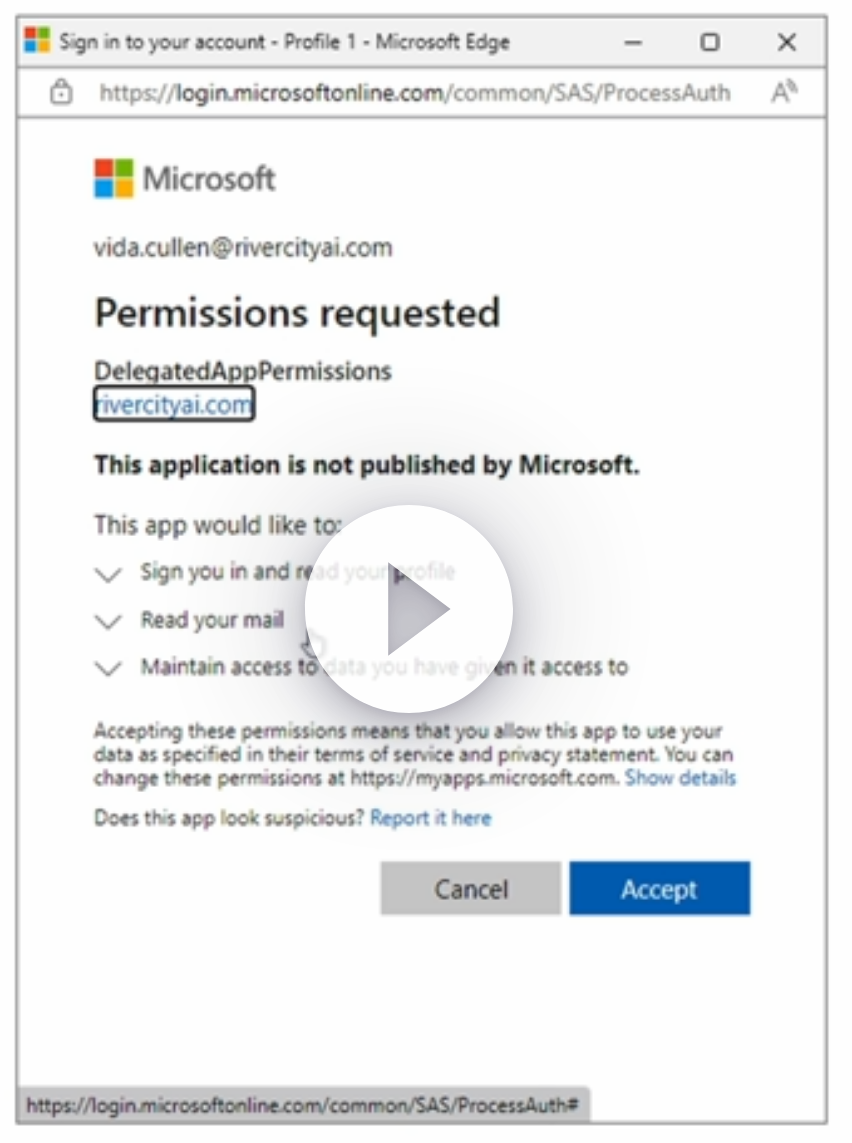 Sign in to your account - Profile 1 - Microsoft Edge
https://login.microsoftonline.com/common/SAS/ProcessAuth
Microsoft
vida.cullen@rivercityai.com
Permissions requested
DelegatedAppPermissions
rivercityai.com
This application is not published by Microsoft.
This app would like to:
Sign you in and read your profile
Read your mail
Maintain access to data you have given it access to
Accepting these permissions means that you allow this app to use your
data as specified in their terms of service and privacy statement. You can
change these permissions at https://myapps.microsoft.com. Show details
Does this app look suspicious? Report it here
Cancel Accept
https://login.microsoftonline.com/common/SAS/ProcessAuth#